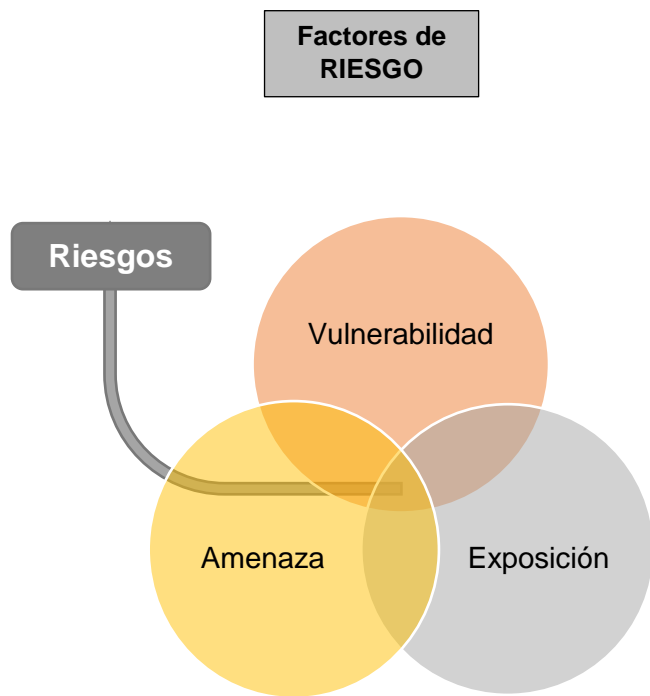 Factores de
RIESGO
Riesgos
Vulnerabilidad
Amenaza
Exposición